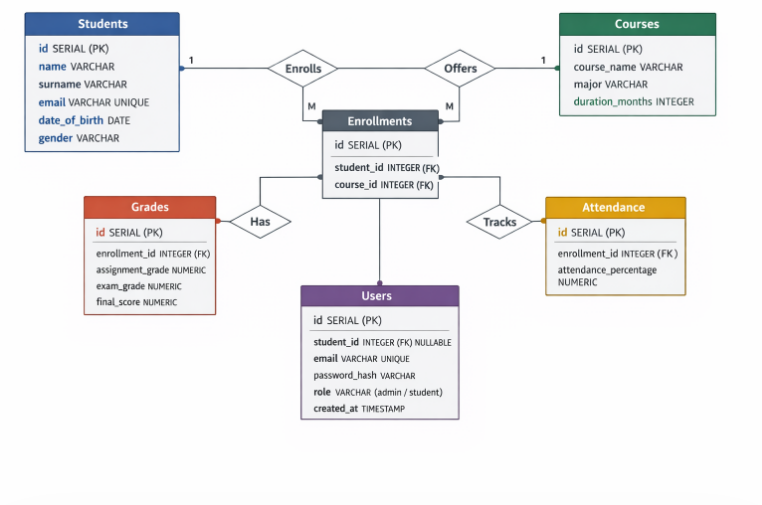 Students
id SERIAL (PK)
name VARCHAR
surname VARCHAR
email VARCHAR UNIQUE
date_of_birth DATE
gender VARCHAR
1
Enrolls
M
Offers
M
1
Courses
id SERIAL (PK)
course_name VARCHAR
major VARCHAR
duration_months INTEGER
Enrollments
id SERIAL (PK)
student_id INTEGER (FK)
course_id INTEGER (FK)
Grades
id SERIAL (PK)
enrollment_id INTEGER (FK)
assignment_grade NUMERIC
exam_grade NUMERIC
final_score NUMERIC
Has
Tracks
Attendance
id SERIAL (PK)
enrollment_id INTEGER (FK)
attendance_percentage
NUMERIC
Users
id SERIAL (PK)
student_id INTEGER (FK) NULLABLE
email VARCHAR UNIQUE
password_hash VARCHAR
role VARCHAR (admin / student)
created_at TIMESTAMP